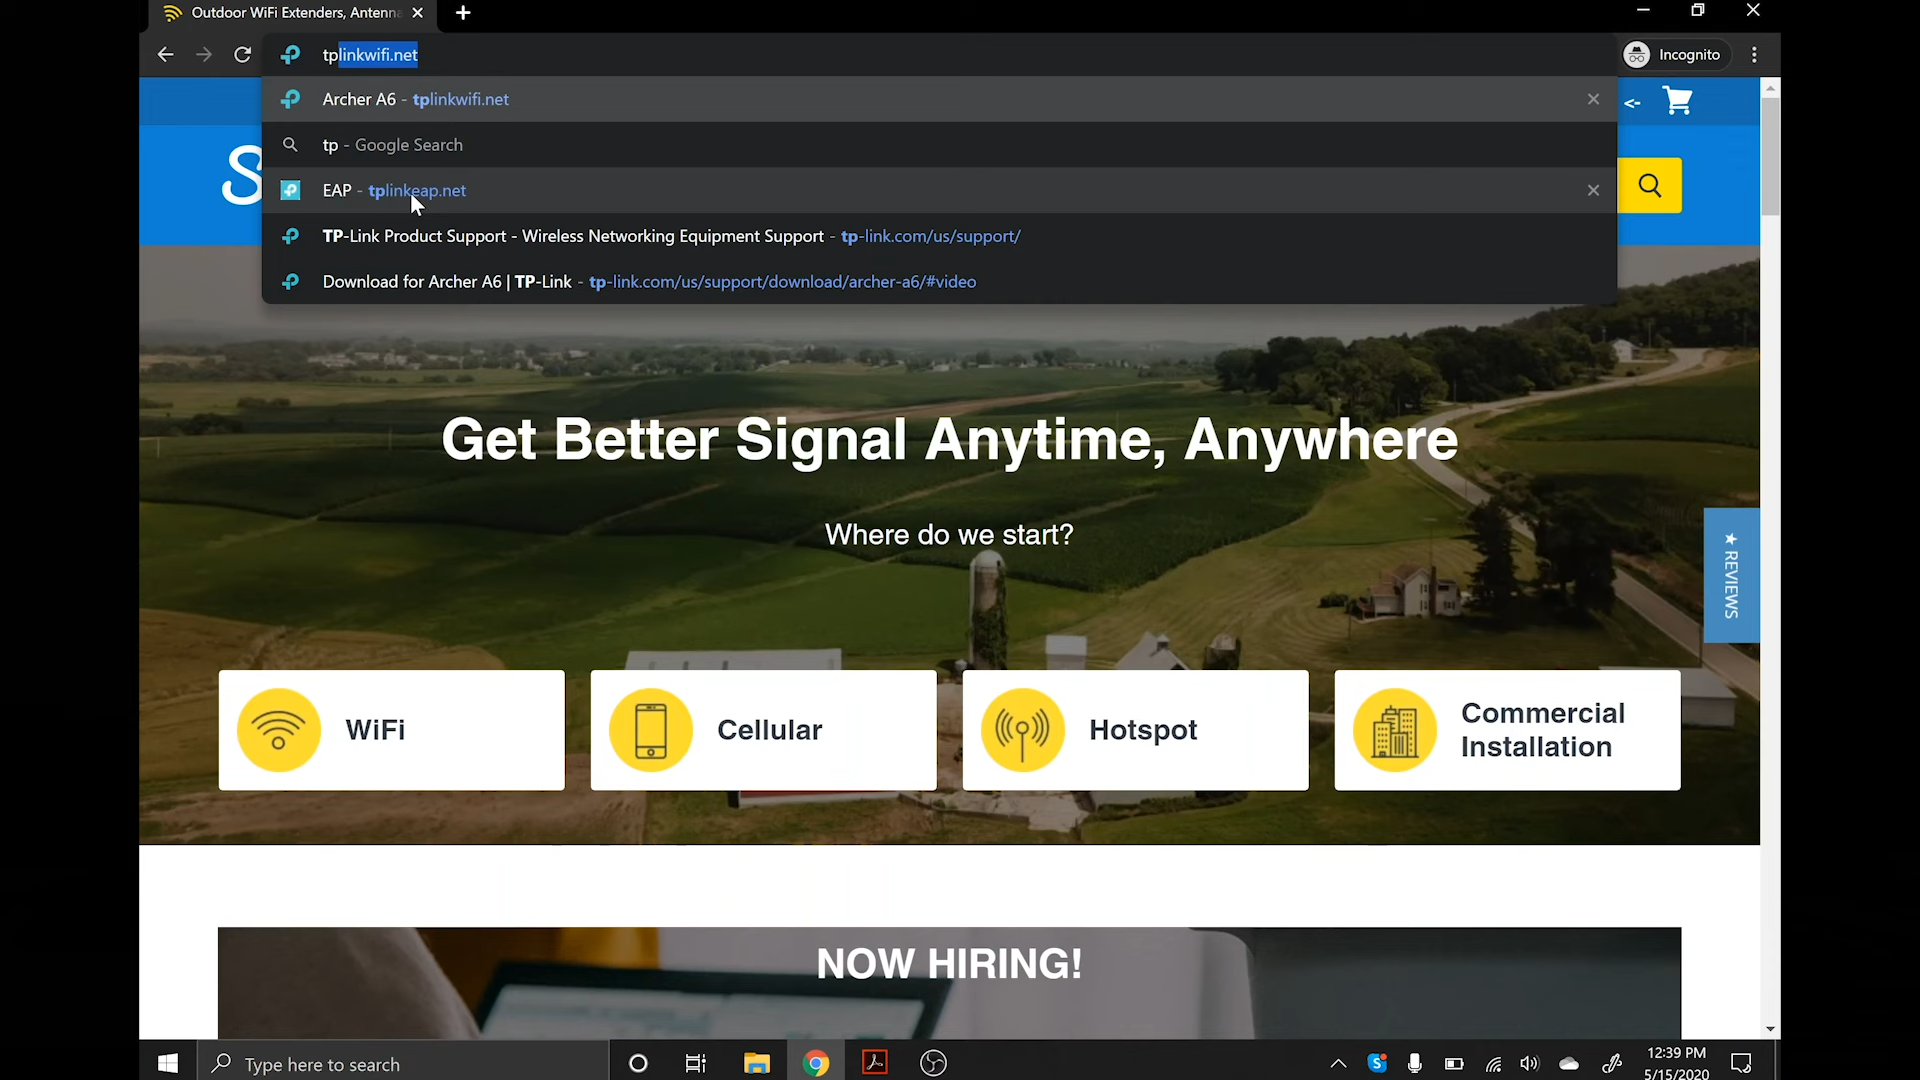 Outdoor WiFi Extenders, Antenna
tplinkwifi.net
Incognito
Archer A6 - tplinkwifi.net
<-
tp - Google Search
S
EAP - tplinkeap.net
TP-Link Product Support - Wireless Networking Equipment Support - tp-link.com/us/support/
Download for Archer A6 | TP-Link - tp-link.com/us/support/download/archer-a6/#video
Get Better Signal Anytime, Anywhere
Where do we start?
★ REVIEWS
WiFi
Cellular
Hotspot
Commercial
Installation
NOW HIRING!
Type here to search
12:39 PM
5/15/2020